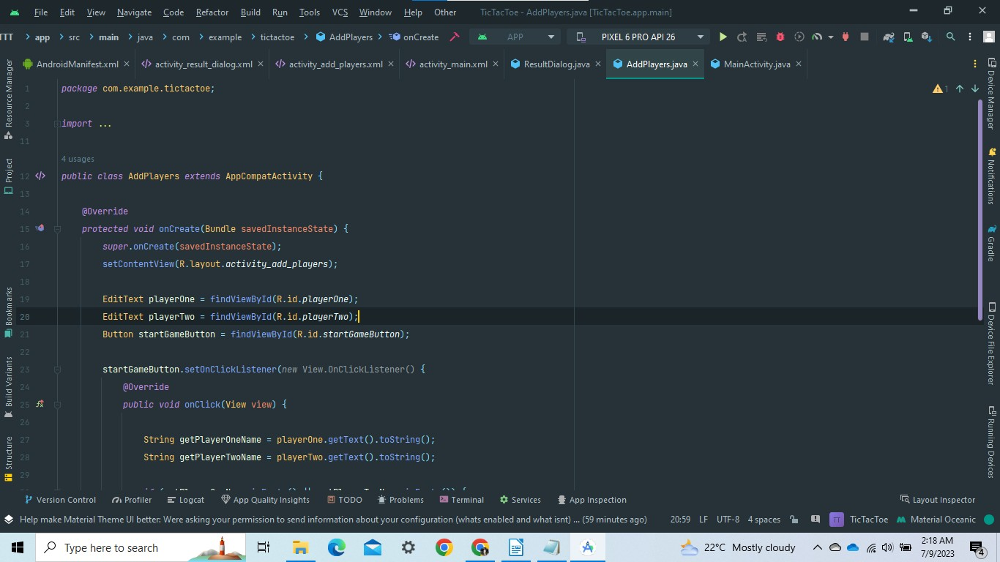 File Edit View Navigate Code Refactor Build Run Tools VCS Window Help Other TicTacToe - AddPlayers.java [TicTacToe.app.main]
TTT app src main java com example tictactoe AddPlayers onCreate APP PIXEL 6 PRO API 26
AndroidManifest.xml activity_result_dialog.xml activity_add_players.xml activity_main.xml ResultDialog.java AddPlayers.java MainActivity.java
1 package com.example.tictactoe; 1
2
3 import ...
11
4 usages
12 public class AddPlayers extends AppCompatActivity {
13
14 @Override
15 protected void onCreate(Bundle savedInstanceState) {
16 super.onCreate(savedInstanceState);
17 setContentView(R.layout.activity_add_players);
18
19 EditText playerOne = findViewById(R.id.playerOne);
20 EditText playerTwo = findViewById(R.id.playerTwo);
21 Button startGameButton = findViewById(R.id.startGameButton);
22
23 startGameButton.setOnClickListener(new View.OnClickListener() {
24 @Override
25 public void onClick(View view) {
26
27 String getPlayerOneName = playerOne.getText().toString();
28 String getPlayerTwoName = playerTwo.getText().toString();
29
Resource Manager
Project
Bookmarks
Build Variants
Structure
Device Manager
Notifications
Gradle
Device File Explorer
Running Devices
Version Control Profiler Logcat App Quality Insights TODO Problems Terminal Services App Inspection Layout Inspector
Help make Material Theme UI better: Were asking your permission to send information about your configuration (whats enabled and what isnt) ... (59 minutes ago) 20:59 LF UTF-8 4 spaces TT TicTacToe Material Oceanic
Type here to search 22°C Mostly cloudy 2:18 AM
7/9/2023 4